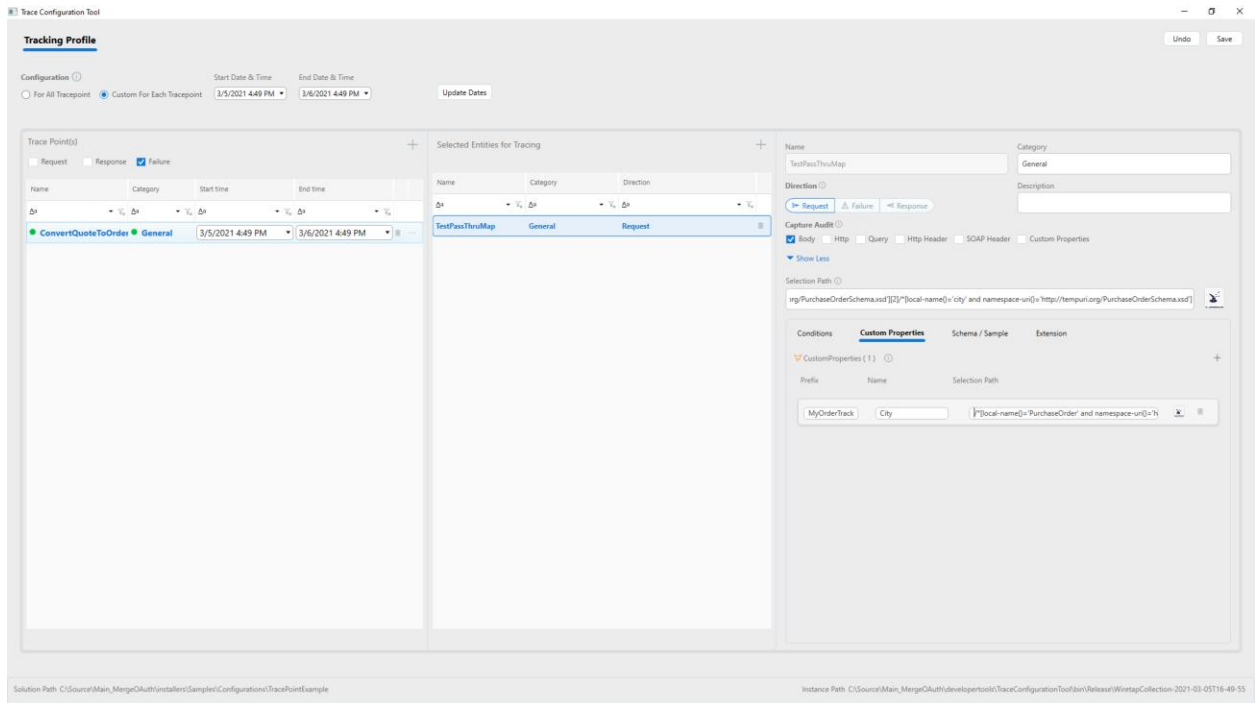 Trace Configuration Tool
Tracking Profile
Undo Save
Configuration
Start Date & Time End Date & Time
For All Tracepoint Custom For Each Tracepoint 3/5/2021 4:49 PM 3/6/2021 4:49 PM Update Dates
Trace Point(s)
Request Response Failure
Name Category Start time End time
ConvertQuoteToOrder General 3/5/2021 4:49 PM 3/6/2021 4:49 PM
Selected Entities for Tracing
Name Category Direction
TestPassThruMap General Request
Name Category
TestPassThruMap General
Direction Description
Request Failure Response
Capture Audit
Body Http Query Http Header SOAP Header Custom Properties
Show Less
Selection Path
org/PurchaseOrderSchema.xsd'][2]/*[local-name()='city' and namespace-uri()='http://tempuri.org/PurchaseOrderSchema.xsd']
Conditions Custom Properties Schema / Sample Extension
CustomProperties ( 1 )
Prefix Name Selection Path
MyOrderTrack City /*[local-name()='PurchaseOrder' and namespace-uri()='h
Solution Path C:\Source\Main_MergeOAuth\installers\Samples\Configurations\TracePointExample
Instance Path C:\Source\Main_MergeOAuth\developertools\TraceConfigurationTool\bin\Release\WiretapCollection-2021-03-05T16-49-55